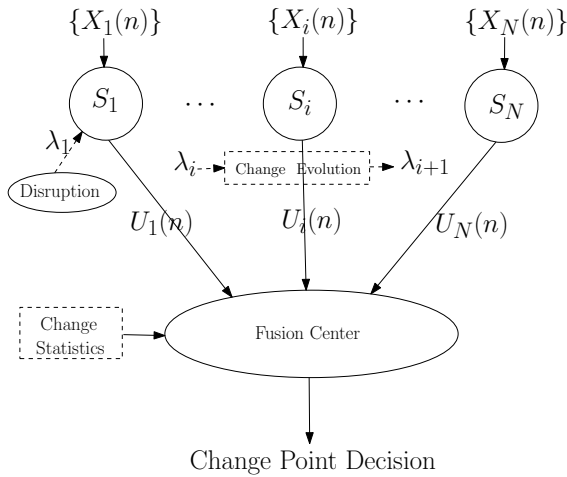 {X_1(n)} {X_i(n)} {X_N(n)}
S_1 ... S_i ... S_N
λ_1
λ_i Change Evolution λ_{i+1}
Disruption
U_1(n) U_i(n) U_N(n)
Change
Statistics
Fusion Center
Change Point Decision